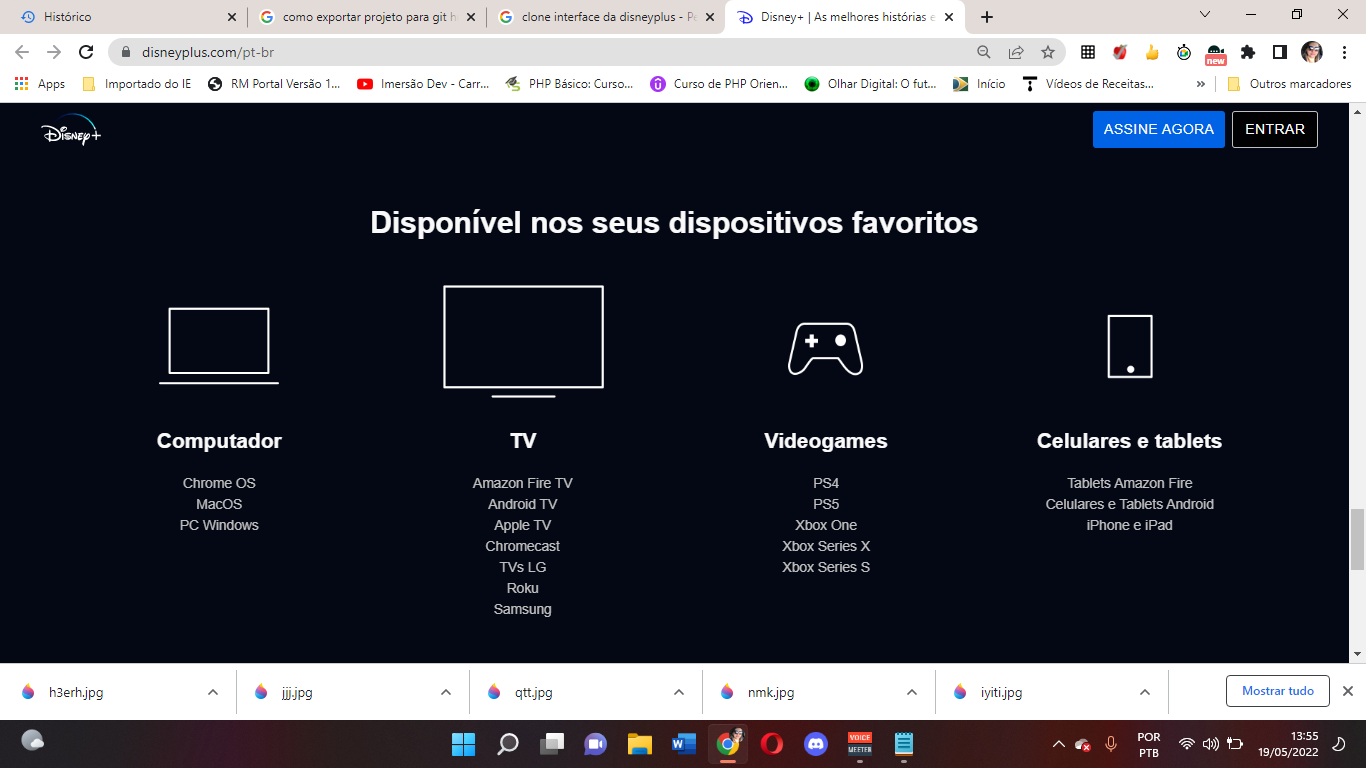 Histórico
como exportar projeto para git h
clone interface da disneyplus - Pe
Disney+ | As melhores histórias e
disneyplus.com/pt-br
new
Apps
Importado do IE
RM Portal Versão 1...
Imersão Dev - Carr...
PHP Básico: Curso...
Curso de PHP Orien...
Olhar Digital: O fut...
Início
Vídeos de Receitas...
»
Outros marcadores
Disney+
ASSINE AGORA
ENTRAR
Disponível nos seus dispositivos favoritos
Computador
Chrome OS
MacOS
PC Windows
TV
Amazon Fire TV
Android TV
Apple TV
Chromecast
TVs LG
Roku
Samsung
Videogames
PS4
PS5
Xbox One
Xbox Series X
Xbox Series S
Celulares e tablets
Tablets Amazon Fire
Celulares e Tablets Android
iPhone e iPad
h3erh.jpg
jjj.jpg
qtt.jpg
nmk.jpg
iyiti.jpg
Mostrar tudo
VOICE
MEETER
POR
PTB
13:55
19/05/2022